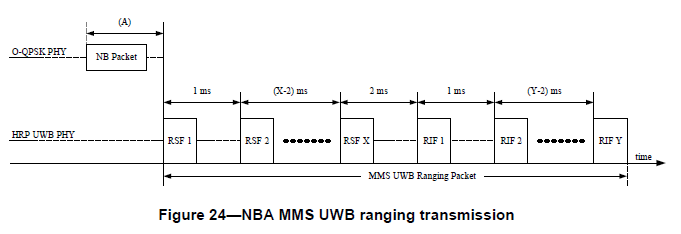 (A)
O-QPSK PHY
NB Packet
1 ms
(X-2) ms
2 ms
1 ms
(Y-2) ms
HRP UWB PHY
RSF 1
RSF 2
RSF X
RIF 1
RIF 2
RIF Y
time
MMS UWB Ranging Packet
Figure 24—NBA MMS UWB ranging transmission